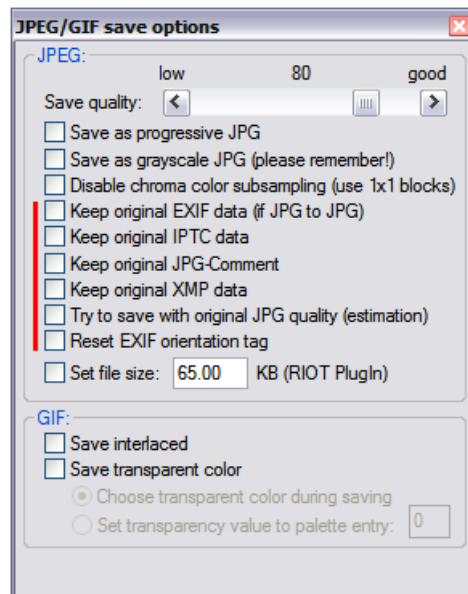 JPEG/GIF save options
JPEG:
low 80 good
Save quality:
Save as progressive JPG
Save as grayscale JPG (please remember!)
Disable chroma color subsampling (use 1x1 blocks)
Keep original EXIF data (if JPG to JPG)
Keep original IPTC data
Keep original JPG-Comment
Keep original XMP data
Try to save with original JPG quality (estimation)
Reset EXIF orientation tag
Set file size: 65.00 KB (RIOT PlugIn)
GIF:
Save interlaced
Save transparent color
Choose transparent color during saving
Set transparency value to palette entry: 0